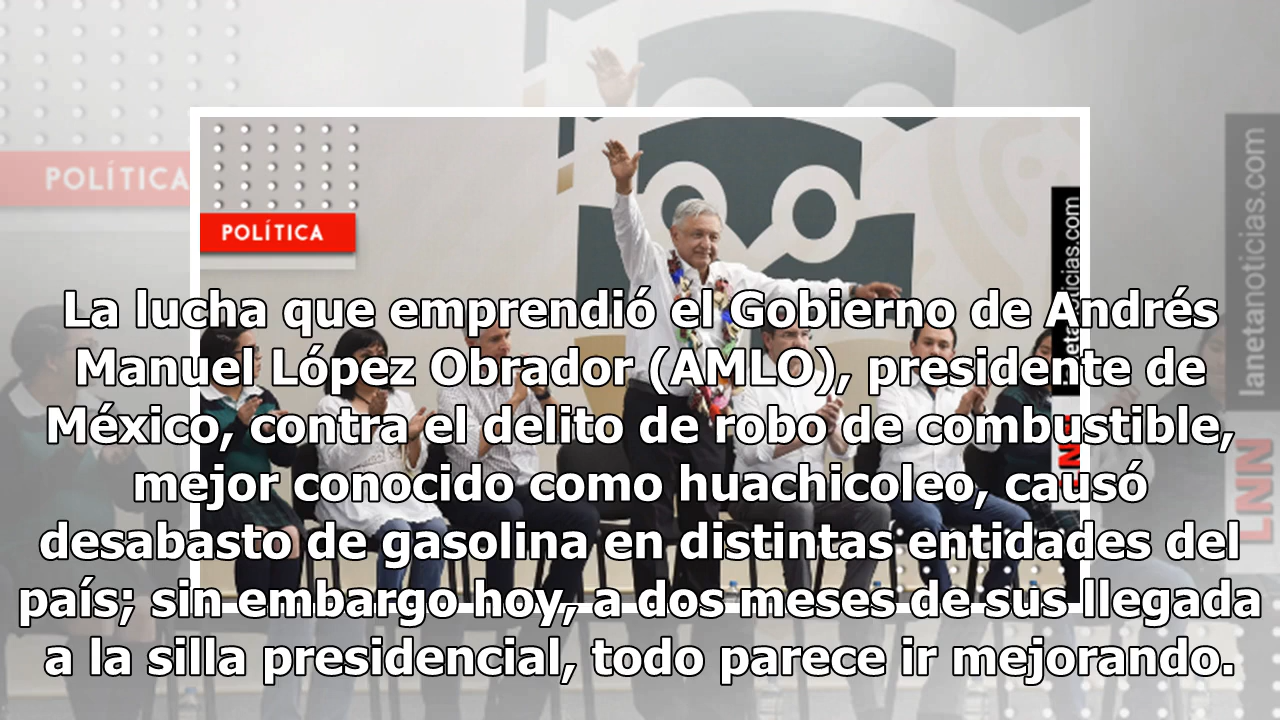 POLÍTICA
POLÍTICA
lanetanoticias.com
LNN
La lucha que emprendió el Gobierno de Andrés
Manuel López Obrador (AMLO), presidente de
México, contra el delito de robo de combustible,
mejor conocido como huachicoleo, causó
desabasto de gasolina en distintas entidades del
país; sin embargo hoy, a dos meses de sus llegada
a la silla presidencial, todo parece ir mejorando.